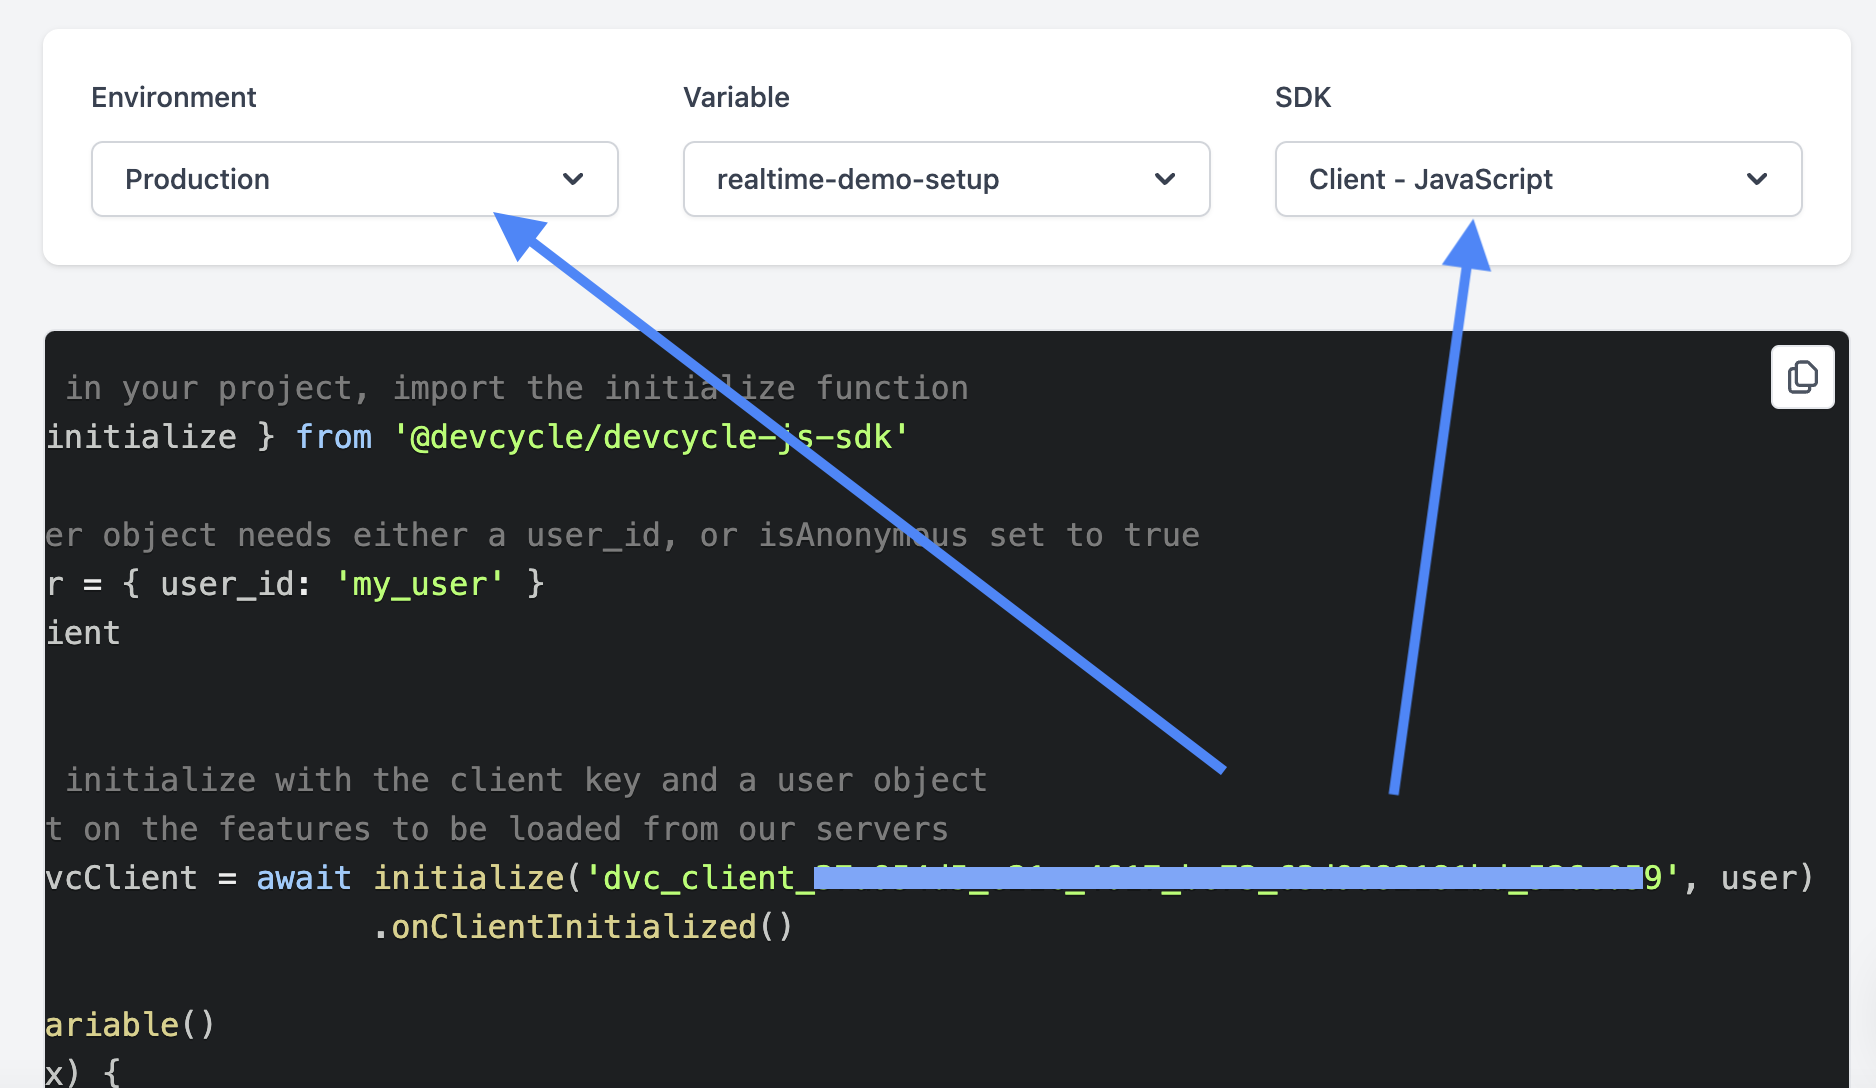 Environment
Variable
SDK
Production
realtime-demo-setup
Client - JavaScript
in your project, import the initialize function
initialize } from '@devcycle/devcycle-js-sdk'
er object needs either a user_id, or isAnonymous set to true
r = { user_id: 'my_user' }
ient
initialize with the client key and a user object
t on the features to be loaded from our servers
vcClient = await initialize('dvc_client_ 9', user)
.onClientInitialized()
ariable()
x) {